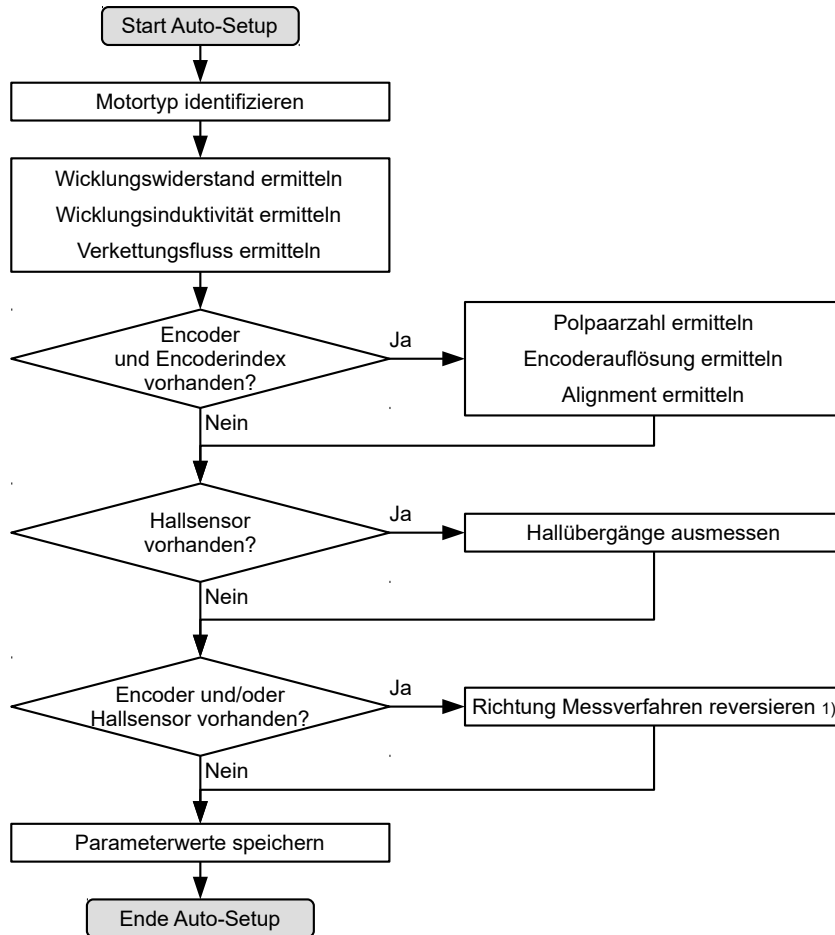 Start Auto-Setup
Motortyp identifizieren
Wicklungswiderstand ermitteln
Wicklungsinduktivität ermitteln
Verkettungsfluss ermitteln
Encoder
und Encoderindex
vorhanden?
Ja
Polpaarzahl ermitteln
Encoderauflösung ermitteln
Alignment ermitteln
Nein
Hallsensor
vorhanden?
Ja
Hallübergänge ausmessen
Nein
Encoder und/oder
Hallsensor vorhanden?
Ja
Richtung Messverfahren reversieren 1)
Nein
Parameterwerte speichern
Ende Auto-Setup